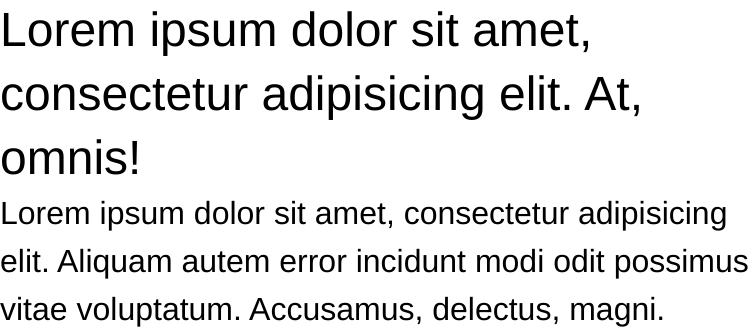 Lorem ipsum dolor sit amet,
consectetur adipisicing elit. At,
omnis!
Lorem ipsum dolor sit amet, consectetur adipisicing
elit. Aliquam autem error incidunt modi odit possimus
vitae voluptatum. Accusamus, delectus, magni.